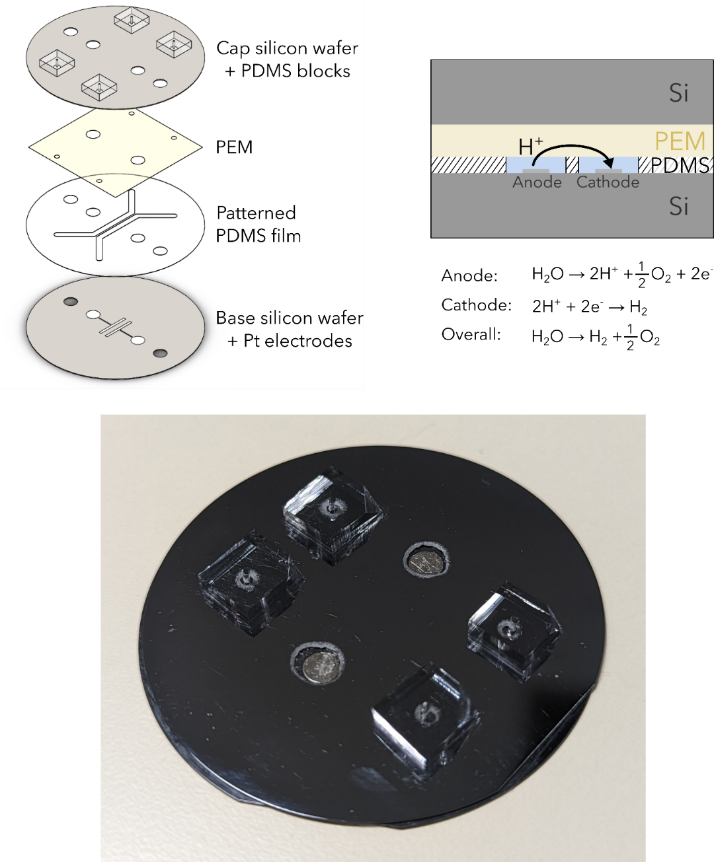 Cap silicon wafer
+ PDMS blocks
PEM
Patterned
PDMS film
Base silicon wafer
+ Pt electrodes
Si
PEM
H⁺
PDMS
Anode Cathode
Si
Anode: H₂O → 2H⁺ + ½ O₂ + 2e⁻
Cathode: 2H⁺ + 2e⁻ → H₂
Overall: H₂O → H₂ + ½ O₂